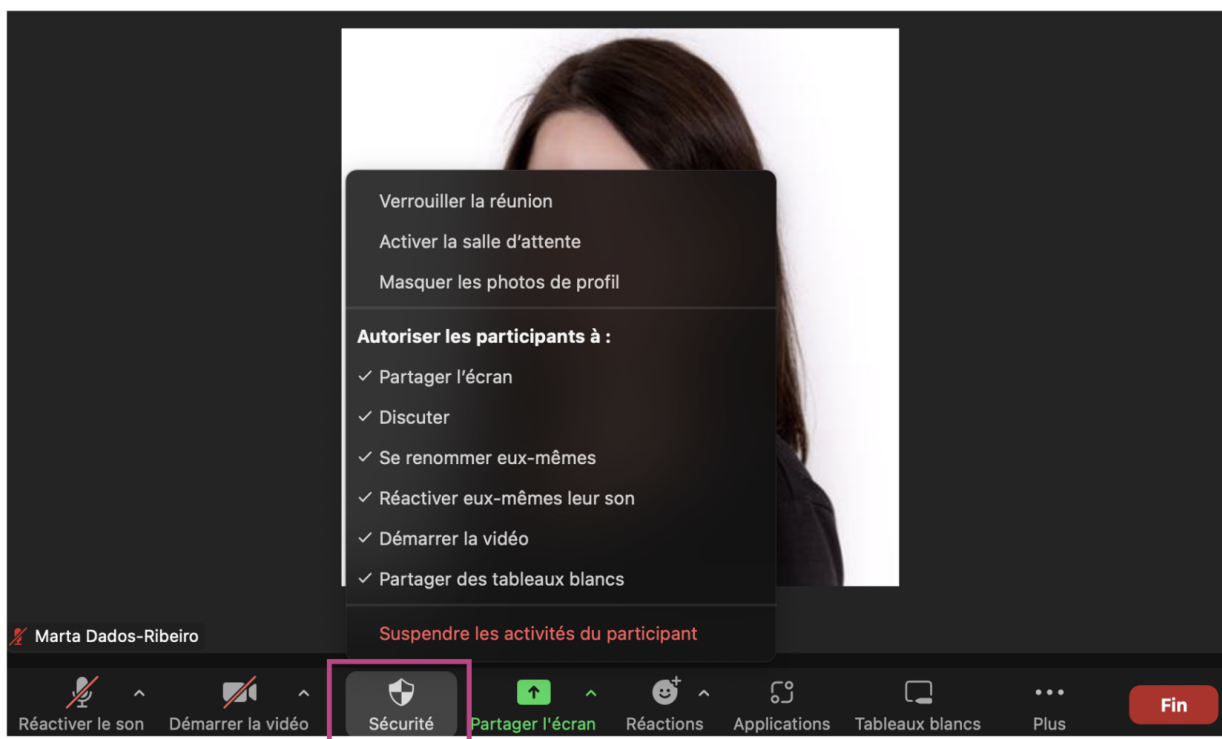 Verrouiller la réunion
Activer la salle d'attente
Masquer les photos de profil
Autoriser les participants à :
Partager l'écran
Discuter
Se renommer eux-mêmes
Réactiver eux-mêmes leur son
Démarrer la vidéo
Partager des tableaux blancs
Suspendre les activités du participant
Marta Dados-Ribeiro
Réactiver le son
Démarrer la vidéo
Sécurité
Partager l'écran
Réactions
Applications
Tableaux blancs
Plus
Fin